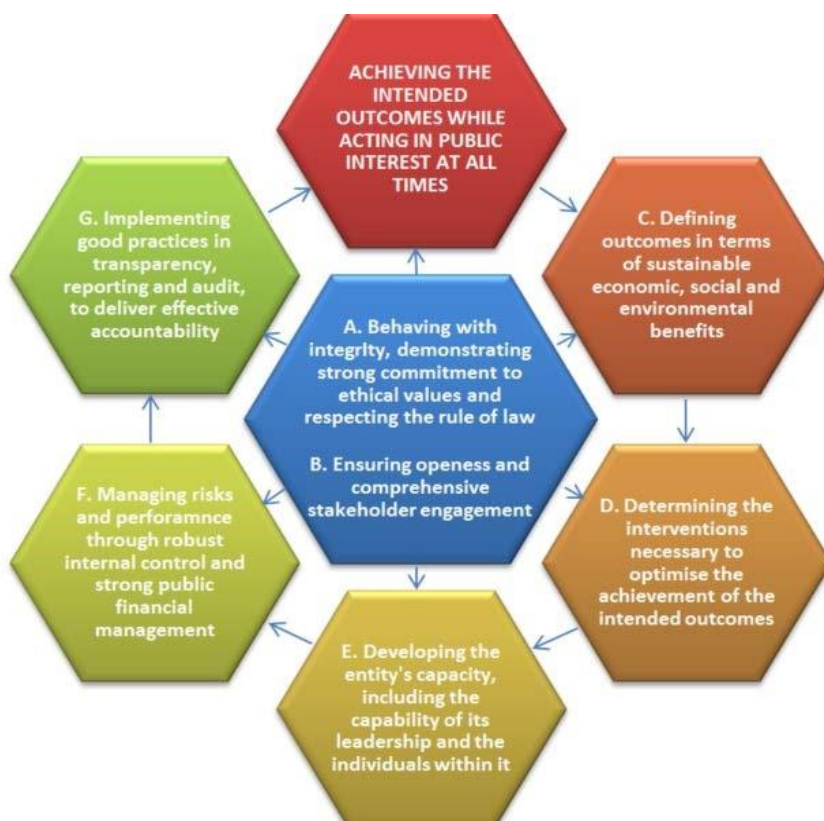 ACHIEVING THE
INTENDED
OUTCOMES WHILE
ACTING IN PUBLIC
INTEREST AT ALL
TIMES
C. Defining
outcomes in terms
of sustainable
economic, social and
environmental
benefits
D. Determining the
interventions
necessary to
optimise the
achievement of the
intended outcomes
E. Developing the
entity's capacity,
including the
capability of its
leadership and the
individuals within it
F. Managing risks
and perforamnce
through robust
internal control and
strong public
financial
management
G. Implementing
good practices in
transparency,
reporting and audit,
to deliver effective
accountability
A. Behaving with
integrIty, demonstrating
strong commitment to
ethical values and
respecting the rule of law
B. Ensuring openess and
comprehensive
stakeholder engagement